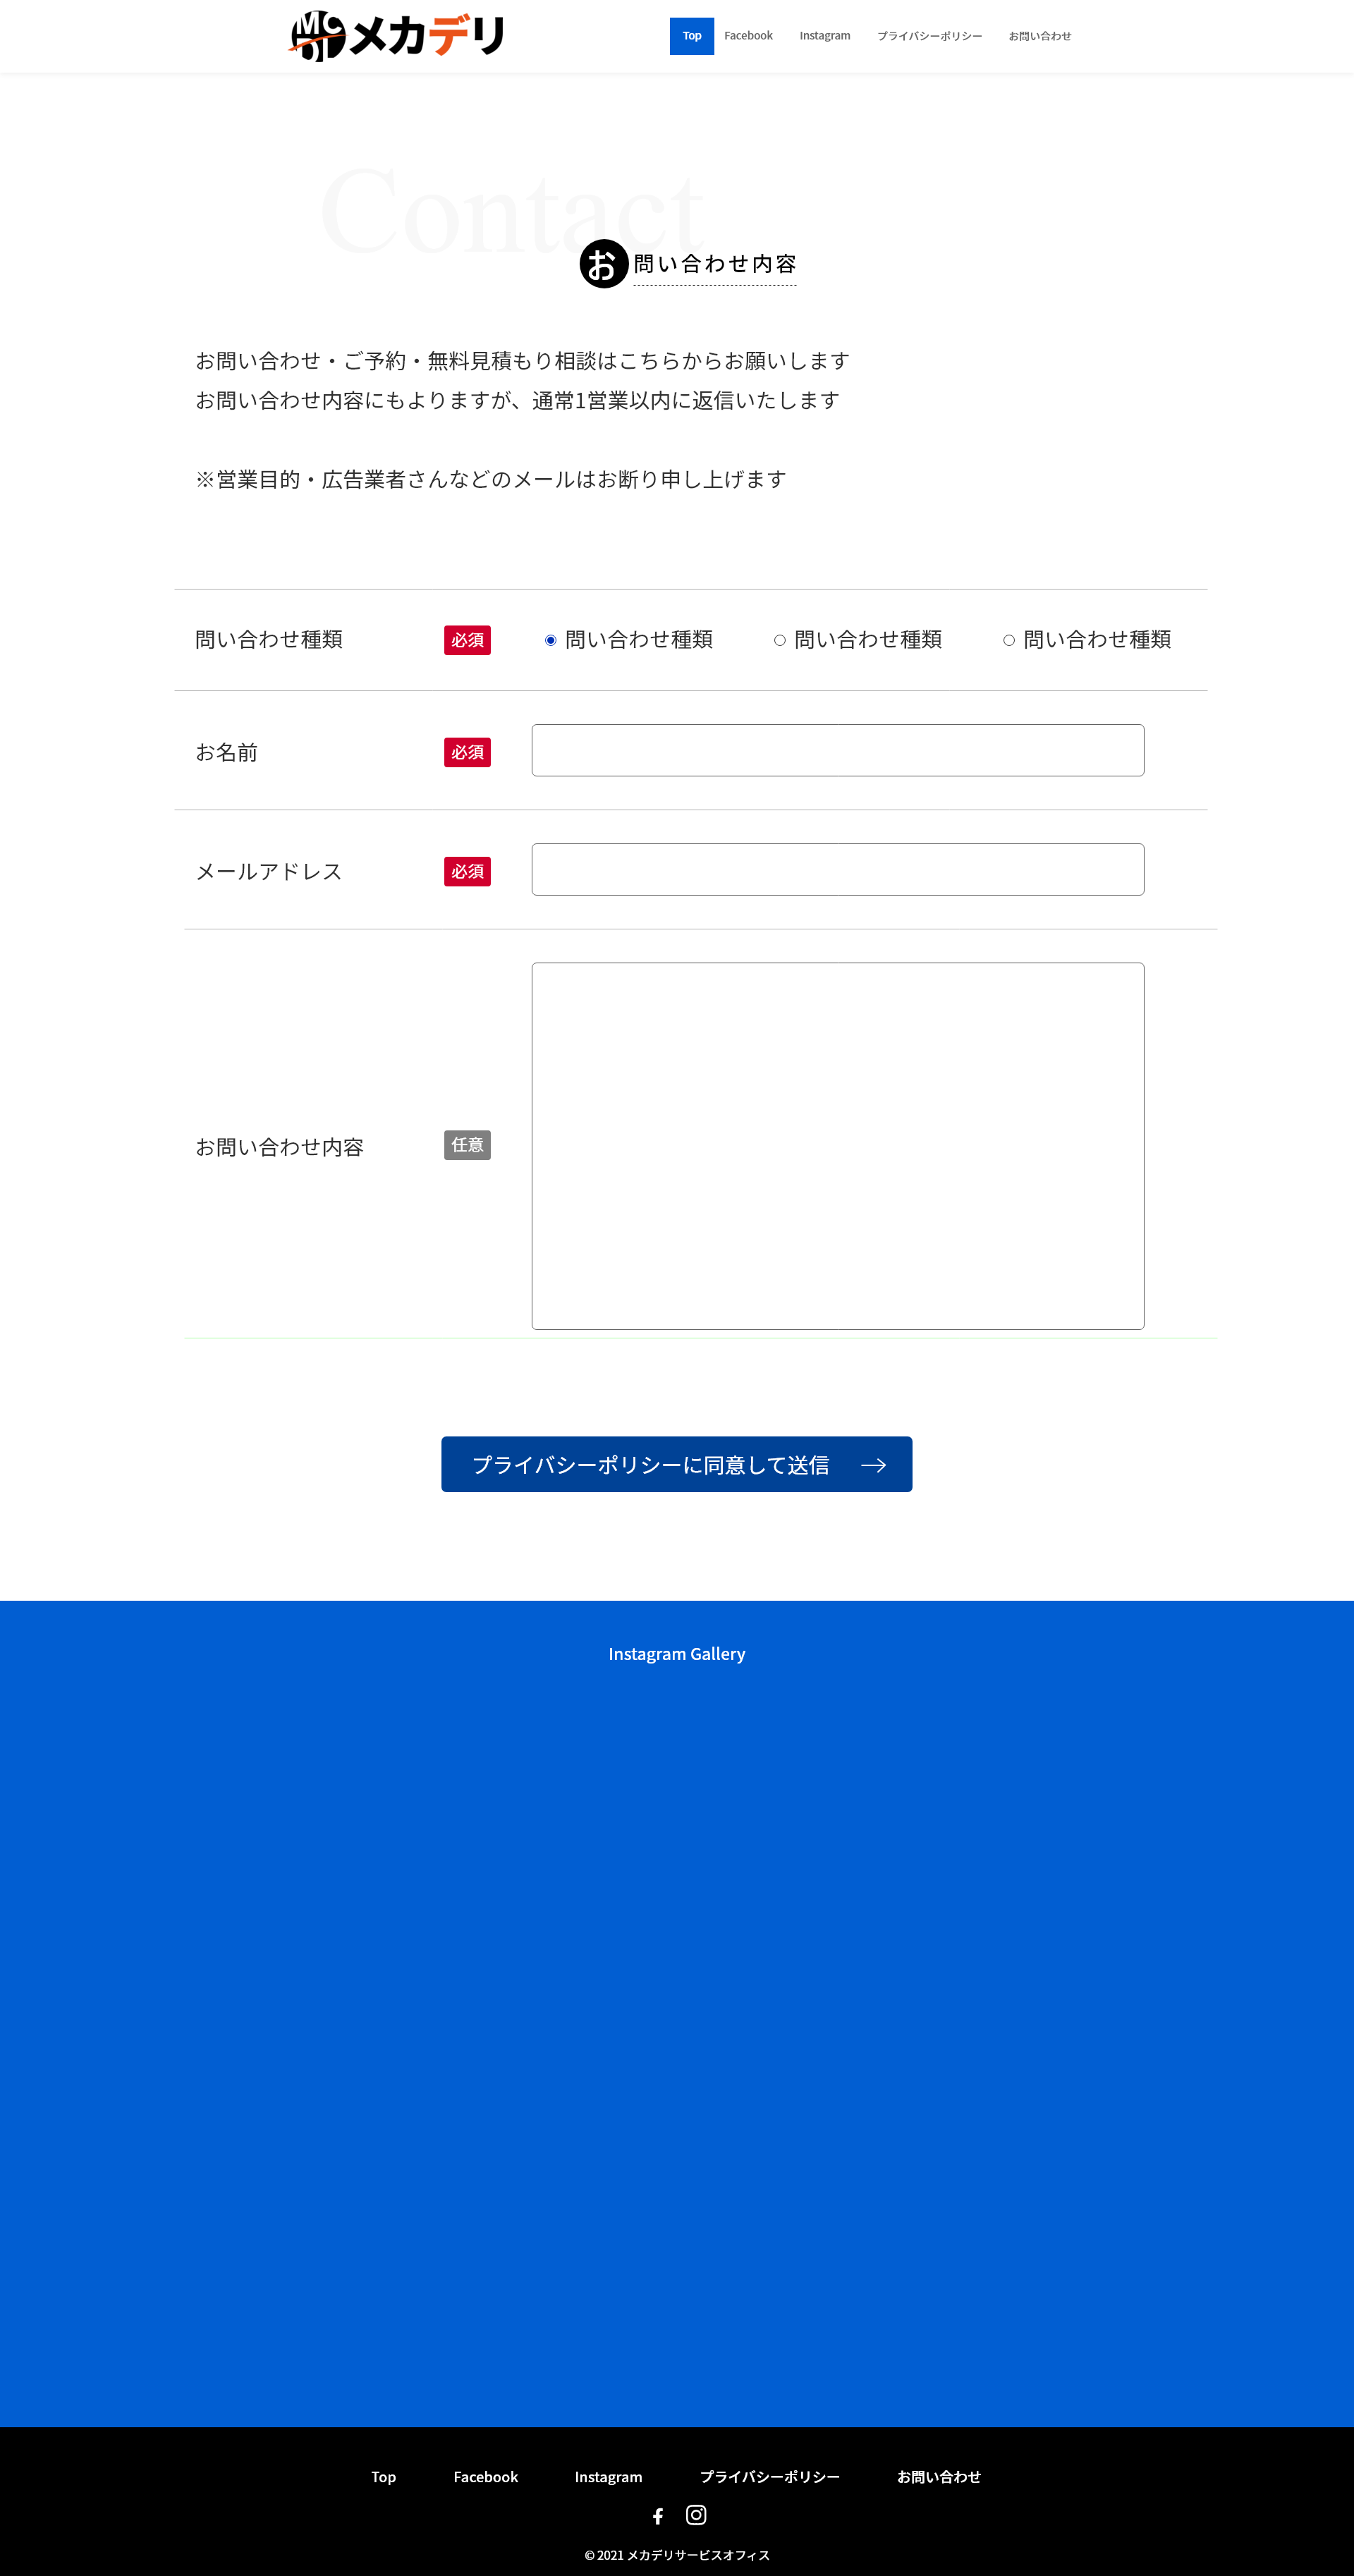 メカデリ
Top Facebook Instagram プライバシーポリシー お問い合わせ
Contact
お問い合わせ内容
お問い合わせ・ご予約・無料見積もり相談はこちらからお願いします
お問い合わせ内容にもよりますが、通常1営業以内に返信いたします
※営業目的・広告業者さんなどのメールはお断り申し上げます
問い合わせ種類 必須 問い合わせ種類 問い合わせ種類 問い合わせ種類
お名前 必須
メールアドレス 必須
お問い合わせ内容 任意
プライバシーポリシーに同意して送信
Instagram Gallery
Top Facebook Instagram プライバシーポリシー お問い合わせ
© 2021 メカデリサービスオフィス